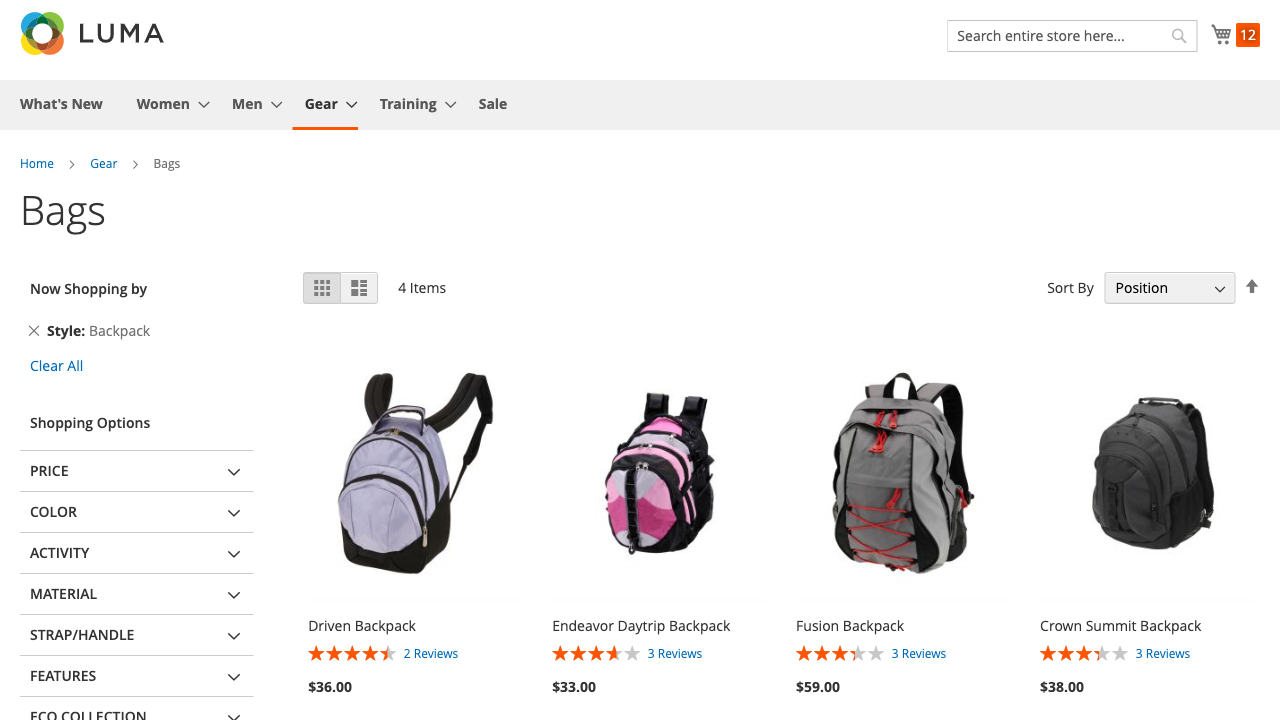 LUMA
Search entire store here...
12
What's New
Women
Men
Gear
Training
Sale
Home
Gear
Bags
Bags
Now Shopping by
Style: Backpack
Clear All
Shopping Options
PRICE
COLOR
ACTIVITY
MATERIAL
STRAP/HANDLE
FEATURES
ECO COLLECTION
4 Items
Sort By
Position
Driven Backpack
2 Reviews
$36.00
Endeavor Daytrip Backpack
3 Reviews
$33.00
Fusion Backpack
3 Reviews
$59.00
Crown Summit Backpack
3 Reviews
$38.00